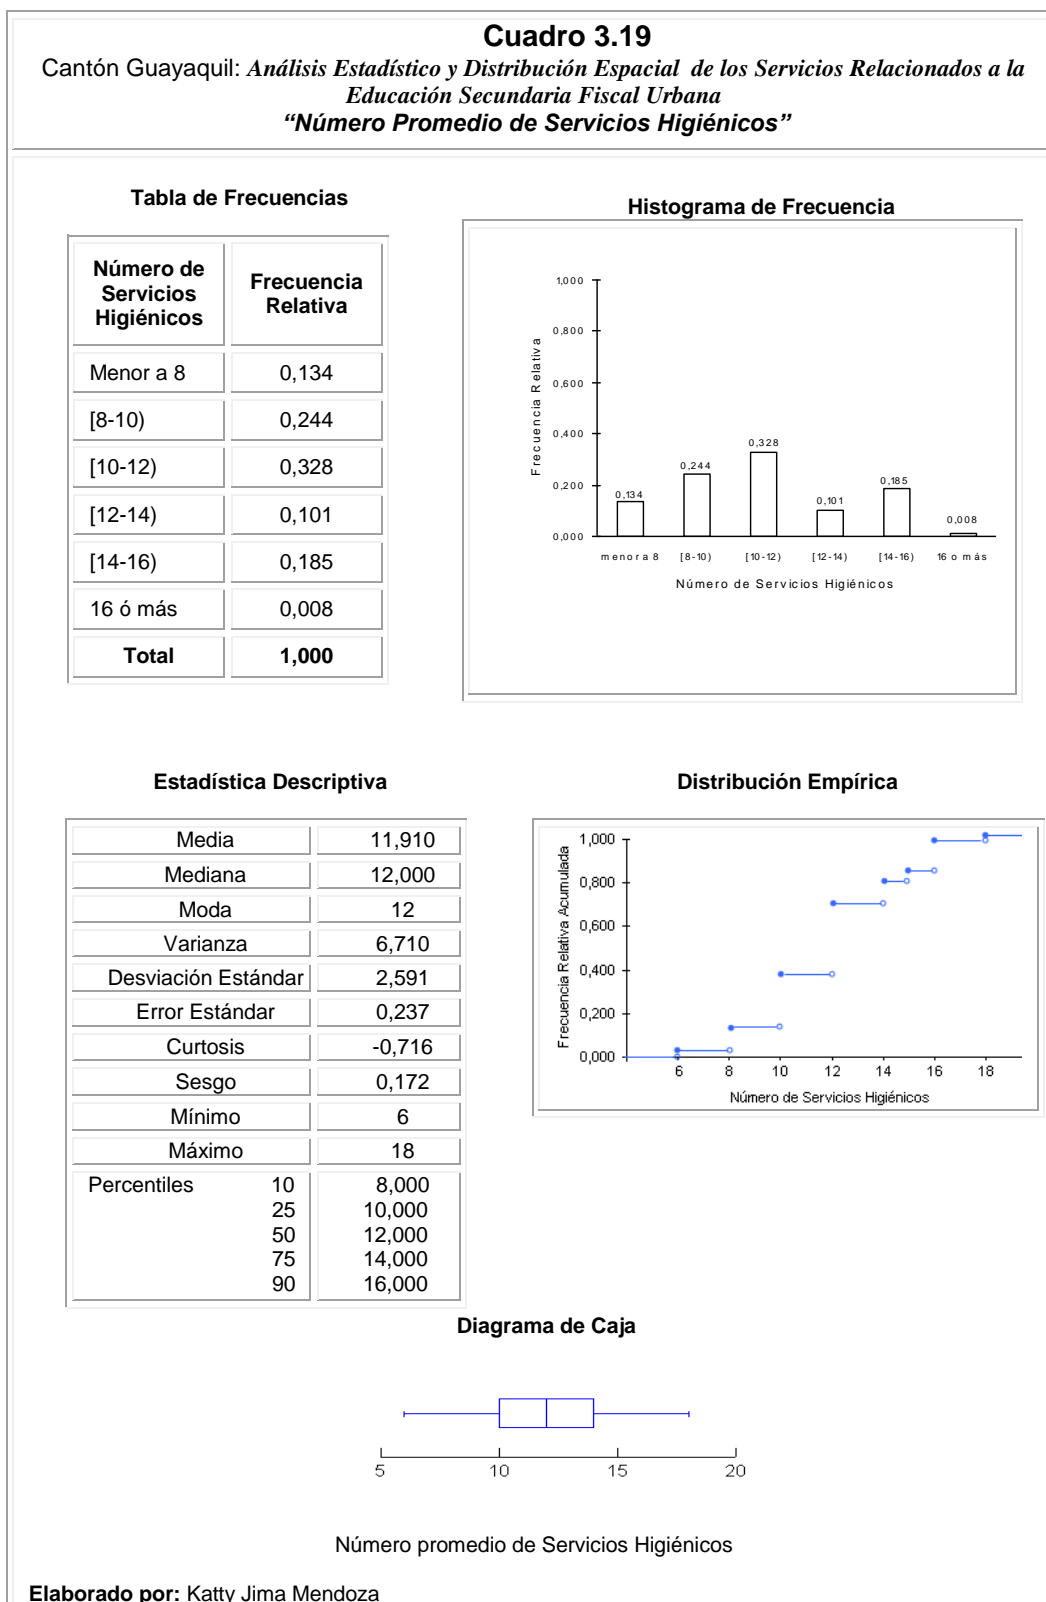 Cuadro 3.19
Cantón Guayaquil: Análisis Estadístico y Distribución Espacial de los Servicios Relacionados a la
Educación Secundaria Fiscal Urbana
“Número Promedio de Servicios Higiénicos”
Tabla de Frecuencias
Número de Servicios Higiénicos Frecuencia Relativa
Menor a 8 0,134
[8-10) 0,244
[10-12) 0,328
[12-14) 0,101
[14-16) 0,185
16 ó más 0,008
Total 1,000
Histograma de Frecuencia
Frecuencia Relativa
1,000
0,800
0,600
0,400
0,200
0,000
0,134 0,244 0,328 0,101 0,185 0,008
menor a 8 [8-10) [10-12) [12-14) [14-16) 16 o más
Número de Servicios Higiénicos
Estadística Descriptiva
Media 11,910
Mediana 12,000
Moda 12
Varianza 6,710
Desviación Estándar 2,591
Error Estándar 0,237
Curtosis -0,716
Sesgo 0,172
Mínimo 6
Máximo 18
Percentiles 10 8,000
25 10,000
50 12,000
75 14,000
90 16,000
Distribución Empírica
Frecuencia Relativa Acumulada
1,000
0,800
0,600
0,400
0,200
0,000
6 8 10 12 14 16 18
Número de Servicios Higiénicos
Diagrama de Caja
5 10 15 20
Número promedio de Servicios Higiénicos
Elaborado por: Katty Jima Mendoza